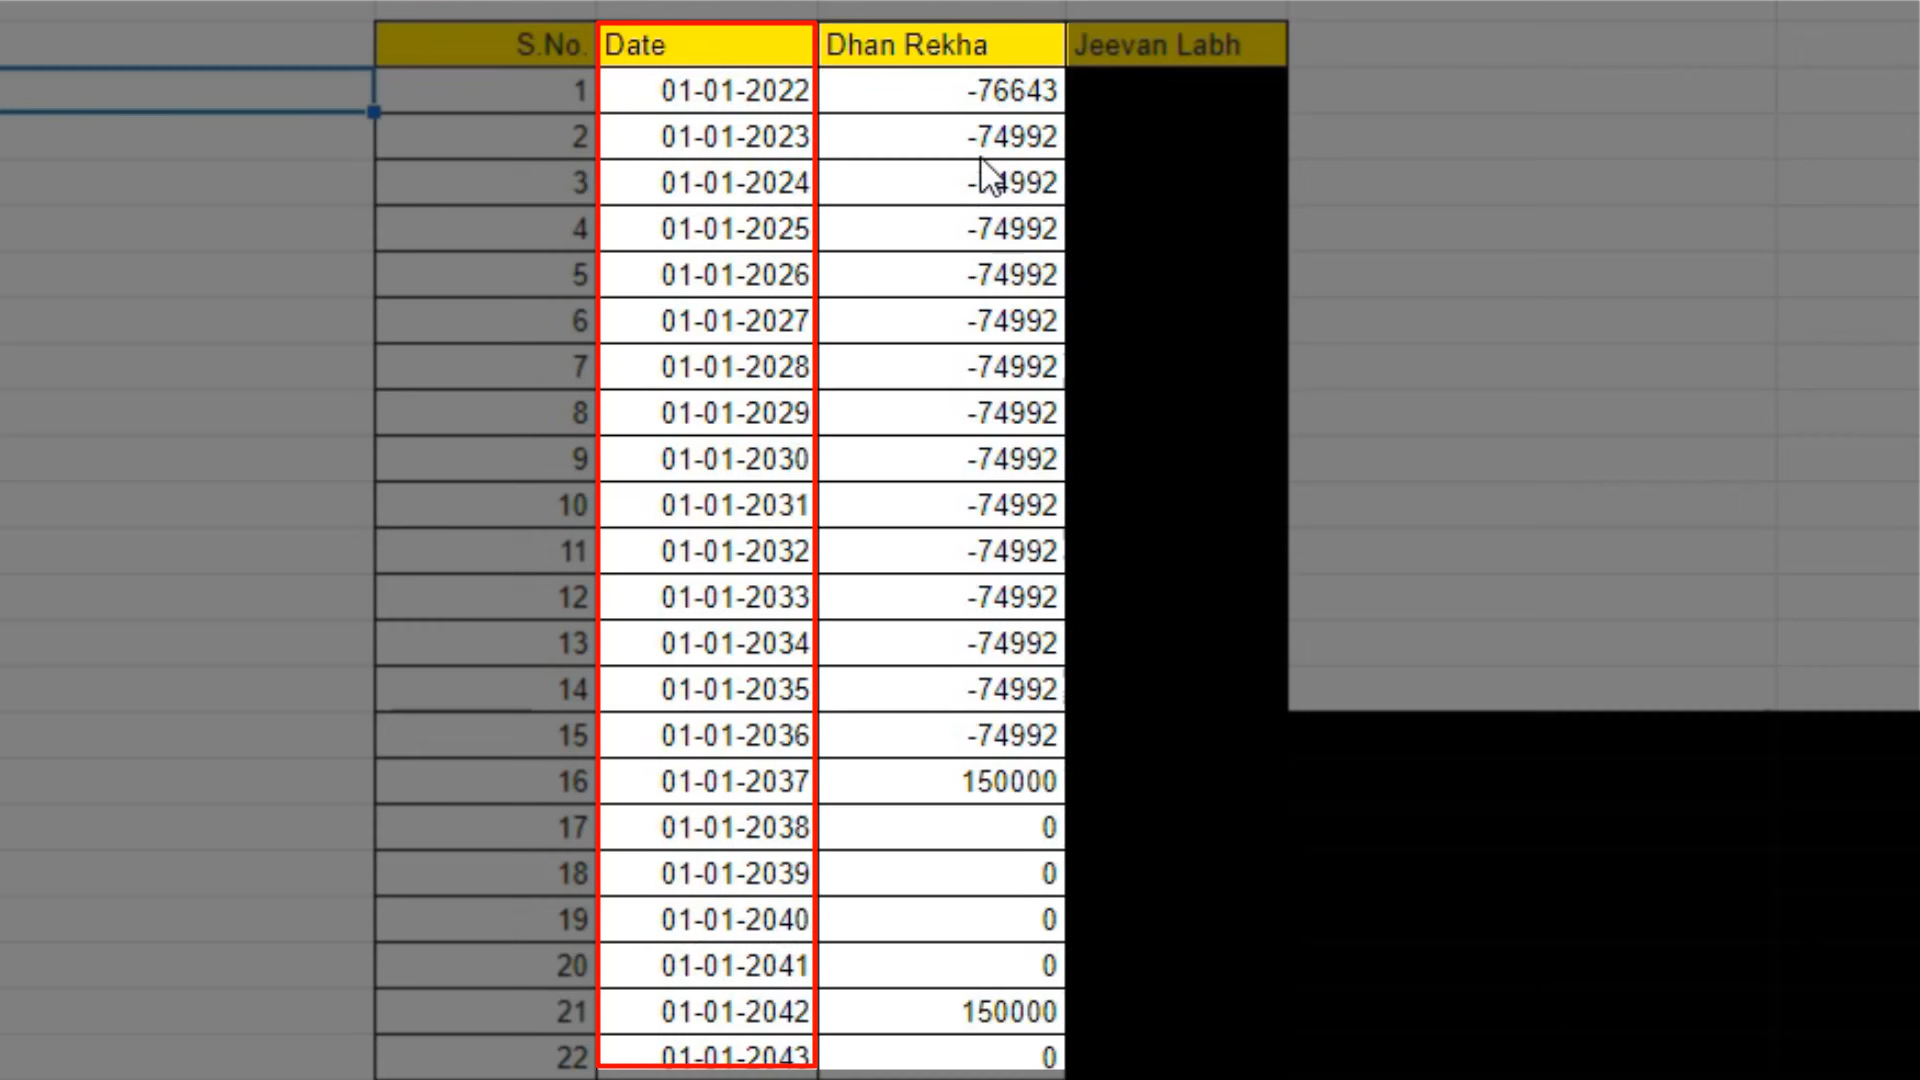 S.No. Date Dhan Rekha Jeevan Labh
1 01-01-2022 -76643
2 01-01-2023 -74992
3 01-01-2024 4992
4 01-01-2025 -74992
5 01-01-2026 -74992
6 01-01-2027 -74992
7 01-01-2028 -74992
8 01-01-2029 -74992
9 01-01-2030 -74992
10 01-01-2031 -74992
11 01-01-2032 -74992
12 01-01-2033 -74992
13 01-01-2034 -74992
14 01-01-2035 -74992
15 01-01-2036 -74992
16 01-01-2037 150000
17 01-01-2038 0
18 01-01-2039 0
19 01-01-2040 0
20 01-01-2041 0
21 01-01-2042 150000
22 01-01-2043 0